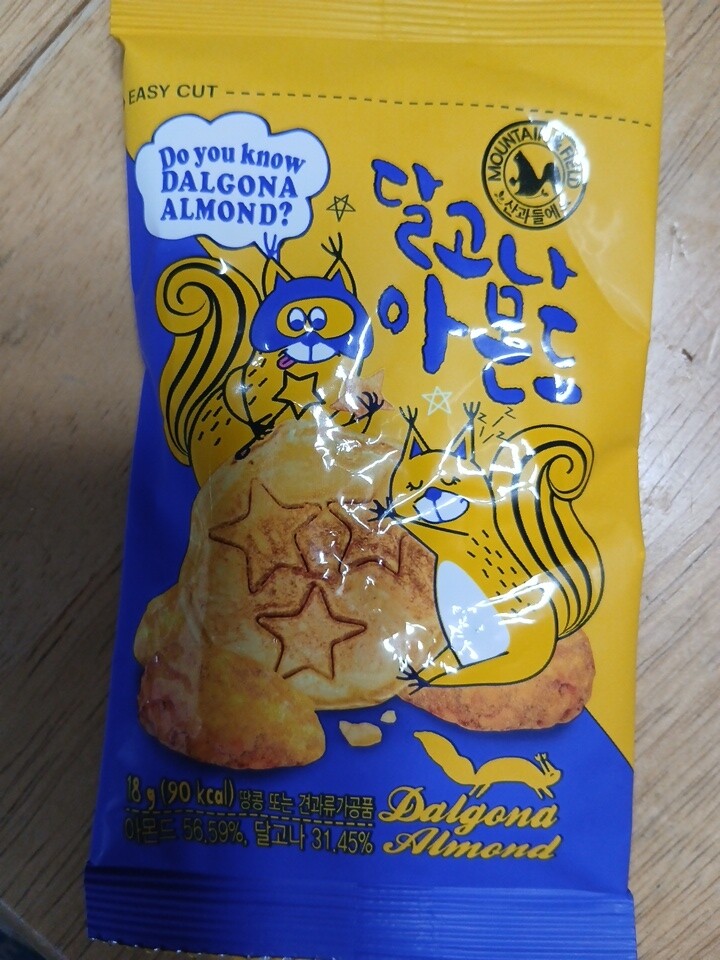 EASY CUT
Do you know
DALGONA
ALMOND?
MOUNTAIN & FIELD
산과들에
달고나
아몬드
z z z
18 g (90 kcal) 땅콩 또는 견과류가공품
아몬드 56.59%, 달고나 31.45%
Dalgona
Almond